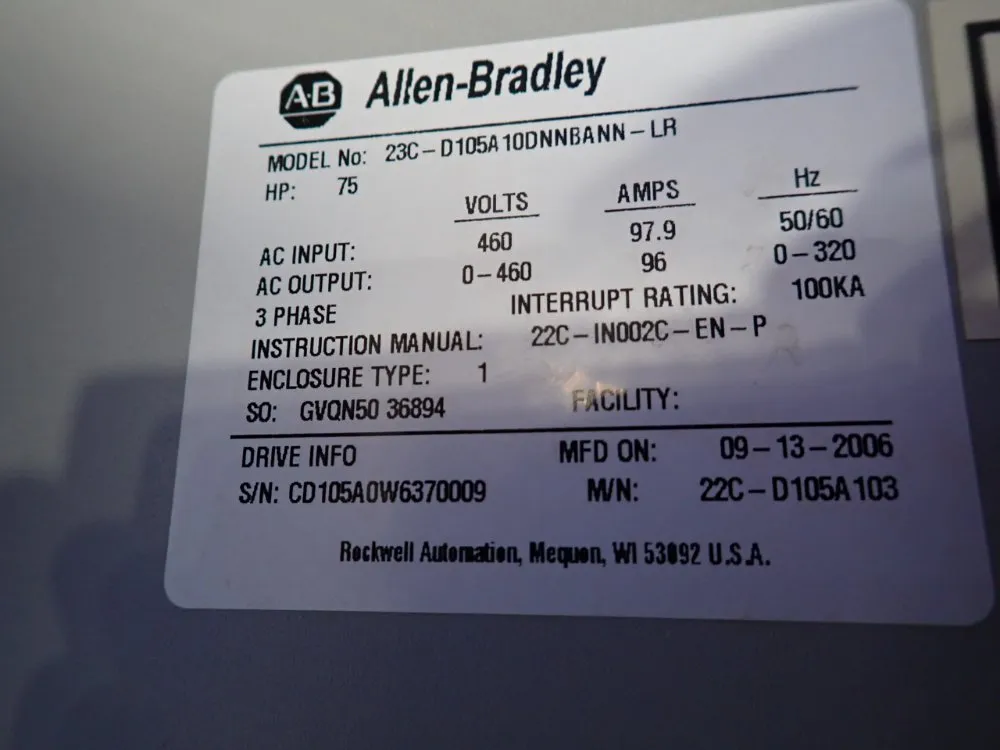 A·B Allen-Bradley
MODEL No: 23C-D105A10DNNBANN-LR
HP: 75
VOLTS AMPS Hz
AC INPUT: 460 97.9 50/60
AC OUTPUT: 0-460 96 0-320
3 PHASE INTERRUPT RATING: 100KA
INSTRUCTION MANUAL: 22C-IN002C-EN-P
ENCLOSURE TYPE: 1
SO: GVQN50 36894 FACILITY:
DRIVE INFO MFD ON: 09-13-2006
S/N: CD105A0W6370009 M/N: 22C-D105A103
Rockwell Automation, Mequon, WI 53092 U.S.A.